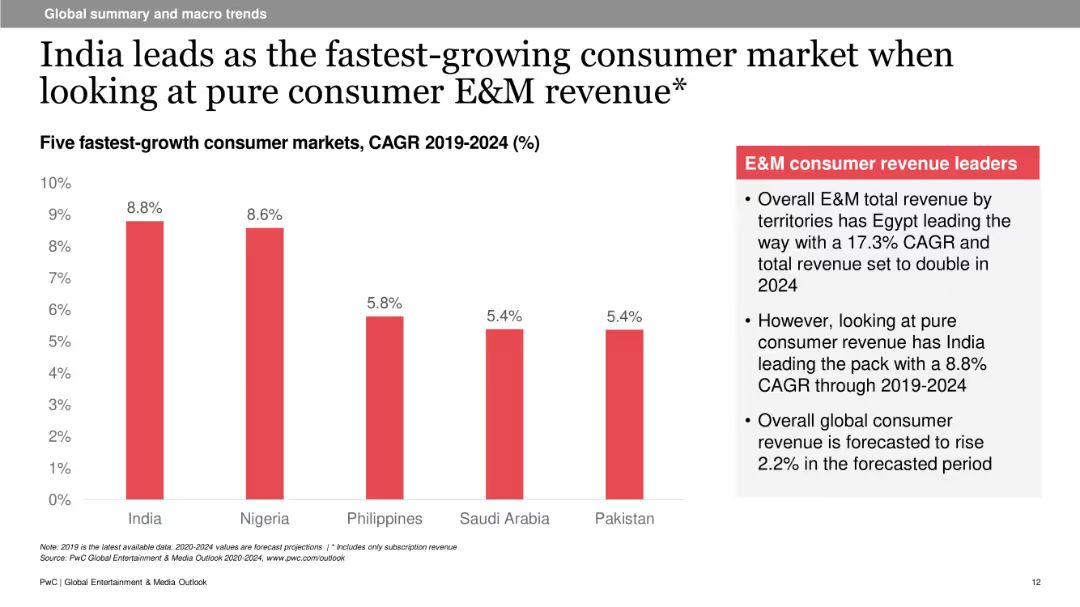 Global summary and macro trends
India leads as the fastest-growing consumer market when
looking at pure consumer E&M revenue*
Five fastest-growth consumer markets, CAGR 2019-2024 (%)
10%
9%
8%
7%
6%
5%
4%
3%
2%
1%
0%
8.8%
8.6%
5.8%
5.4%
5.4%
India
Nigeria
Philippines
Saudi Arabia
Pakistan
E&M consumer revenue leaders
• Overall E&M total revenue by
territories has Egypt leading the
way with a 17.3% CAGR and
total revenue set to double in
2024
• However, looking at pure
consumer revenue has India
leading the pack with a 8.8%
CAGR through 2019-2024
• Overall global consumer
revenue is forecasted to rise
2.2% in the forecasted period
Note: 2019 is the latest available data. 2020-2024 values are forecast projections | * Includes only subscription revenue
Source: PwC Global Entertainment & Media Outlook 2020-2024, www.pwc.com/outlook
PwC | Global Entertainment & Media Outlook
12